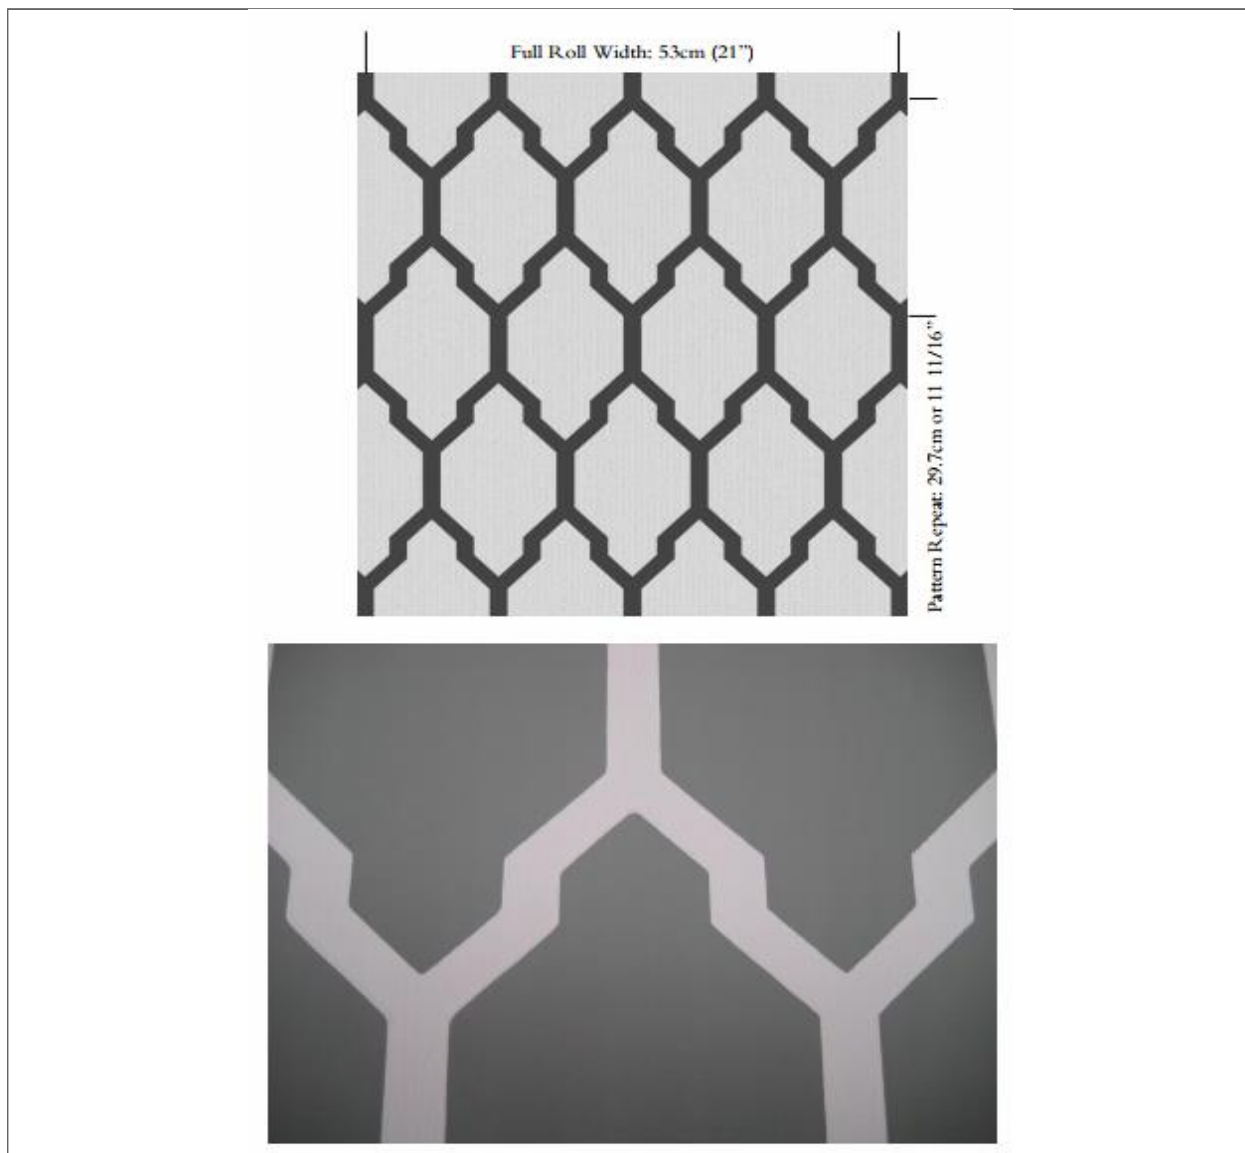 Full Roll Width: 53cm (21”)
Pattern Repeat: 29.7cm or 11 11/16”